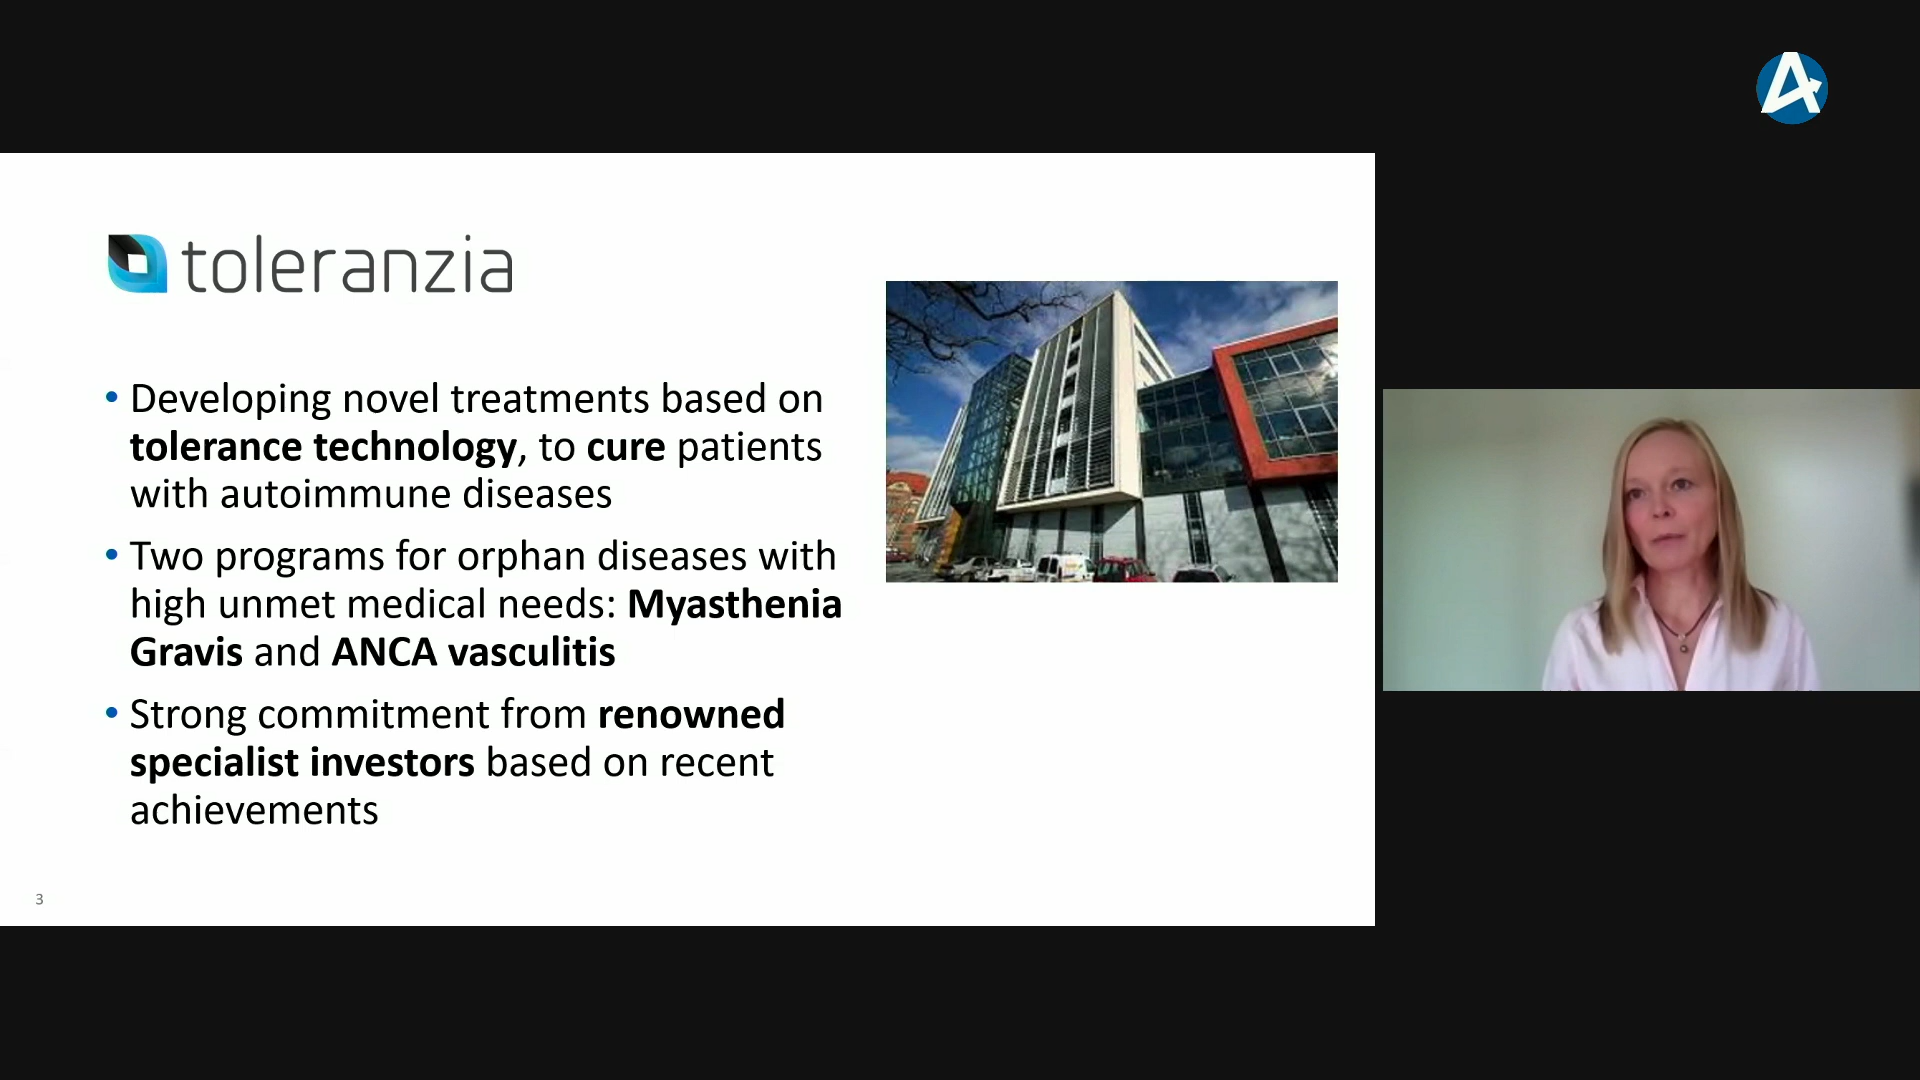 toleranzia
• Developing novel treatments based on
tolerance technology, to cure patients
with autoimmune diseases
• Two programs for orphan diseases with
high unmet medical needs: Myasthenia
Gravis and ANCA vasculitis
• Strong commitment from renowned
specialist investors based on recent
achievements
3